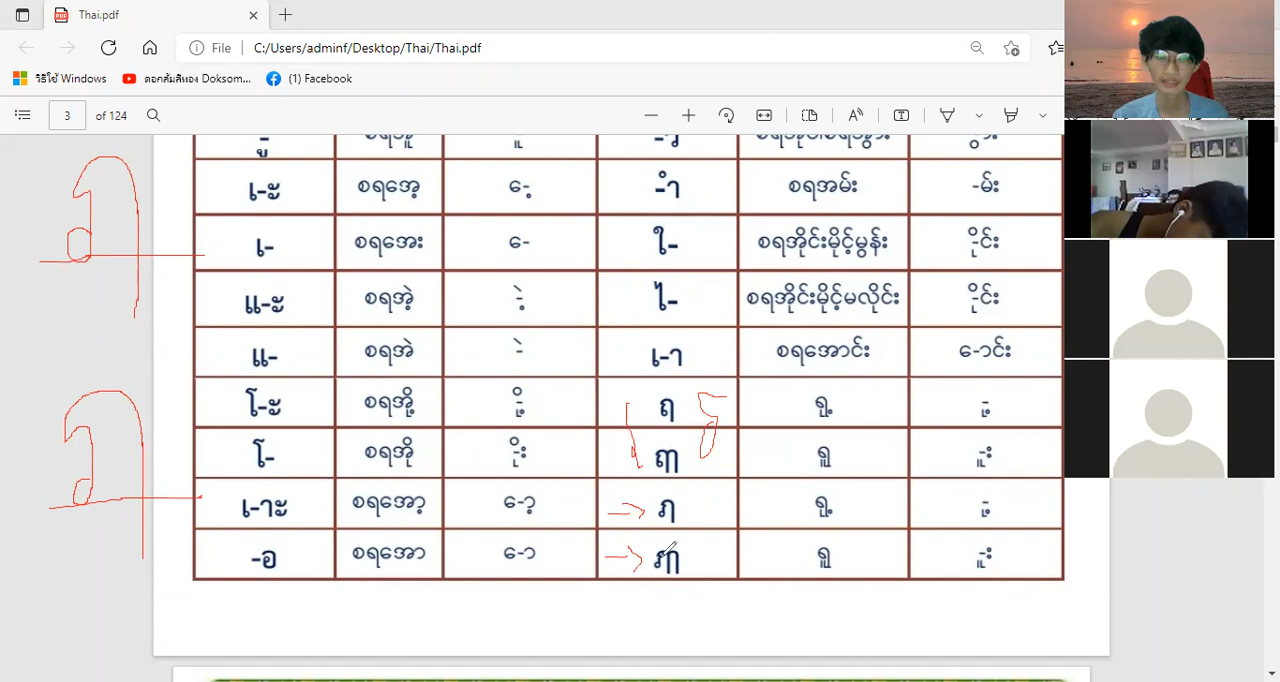 Thai.pdf
File C:/Users/adminf/Desktop/Thai/Thai.pdf
วิธีใช้ Windows ดอกส้มสีทอง Doksom... (1) Facebook
3 of 124
เ-ะ စရအေ့ ေ့ -ำ စရအမ်း -မ်း
เ- စရအေး ေ- ใ- စရအိုင်းမိုင့်မွန်း -ိုင်း
แ-ะ စရအဲ့ -ဲ့ ไ- စရအိုင်းမိုင့်မလိုင်း -ိုင်း
แ- စရအဲ -ဲ เ-า စရအောင်း ောင်း
โ-ะ စရအို့ -ို့ ฤ ရု့ -ု့
โ- စရအို -ိုး ฤๅ ရူ -ူး
เ-าะ စရအော့ ော့ ฦ ရု့ -ု့
-อ စရအော ော ฦๅ ရူ -ူး